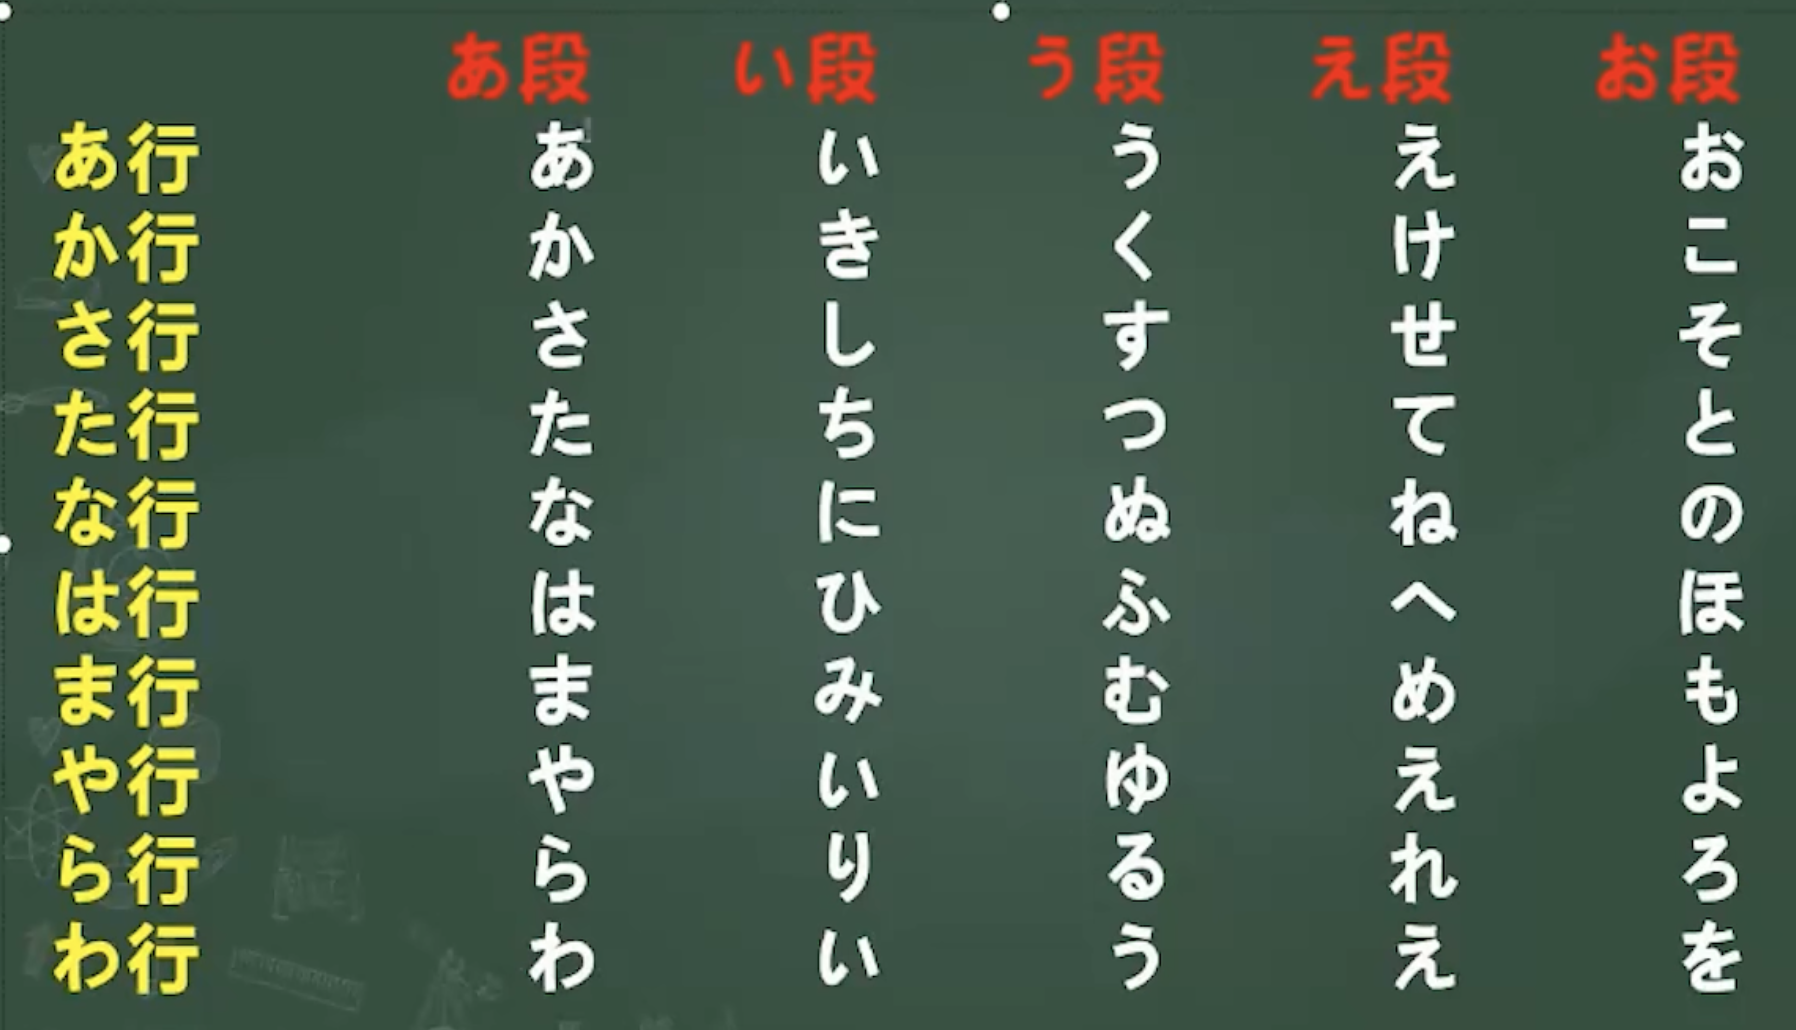 あ段 い段 う段 え段 お段
あ行 あ い う え お
か行 か き く け こ
さ行 さ し す せ そ
た行 た ち つ て と
な行 な に ぬ ね の
は行 は ひ ふ へ ほ
ま行 ま み む め も
や行 や い ゆ え よ
ら行 ら り る れ ろ
わ行 わ い う え を